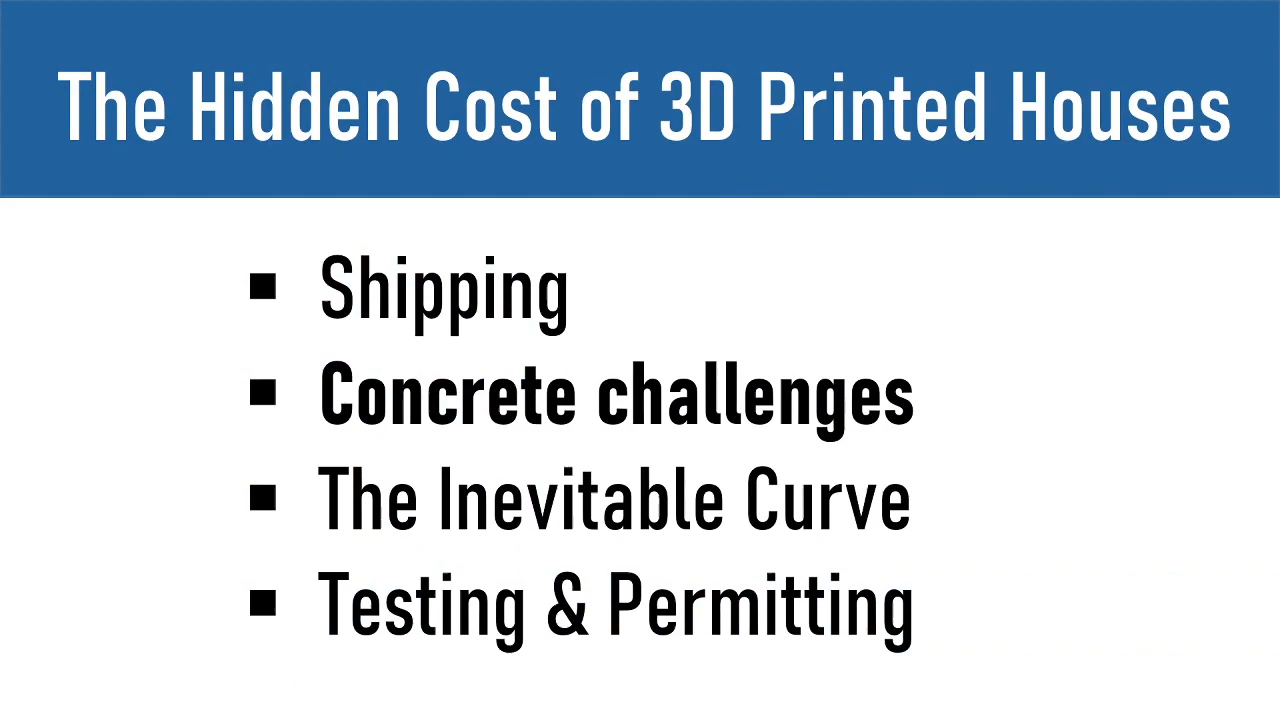 The Hidden Cost of 3D Printed Houses
▪ Shipping
▪ Concrete challenges
▪ The Inevitable Curve
▪ Testing & Permitting